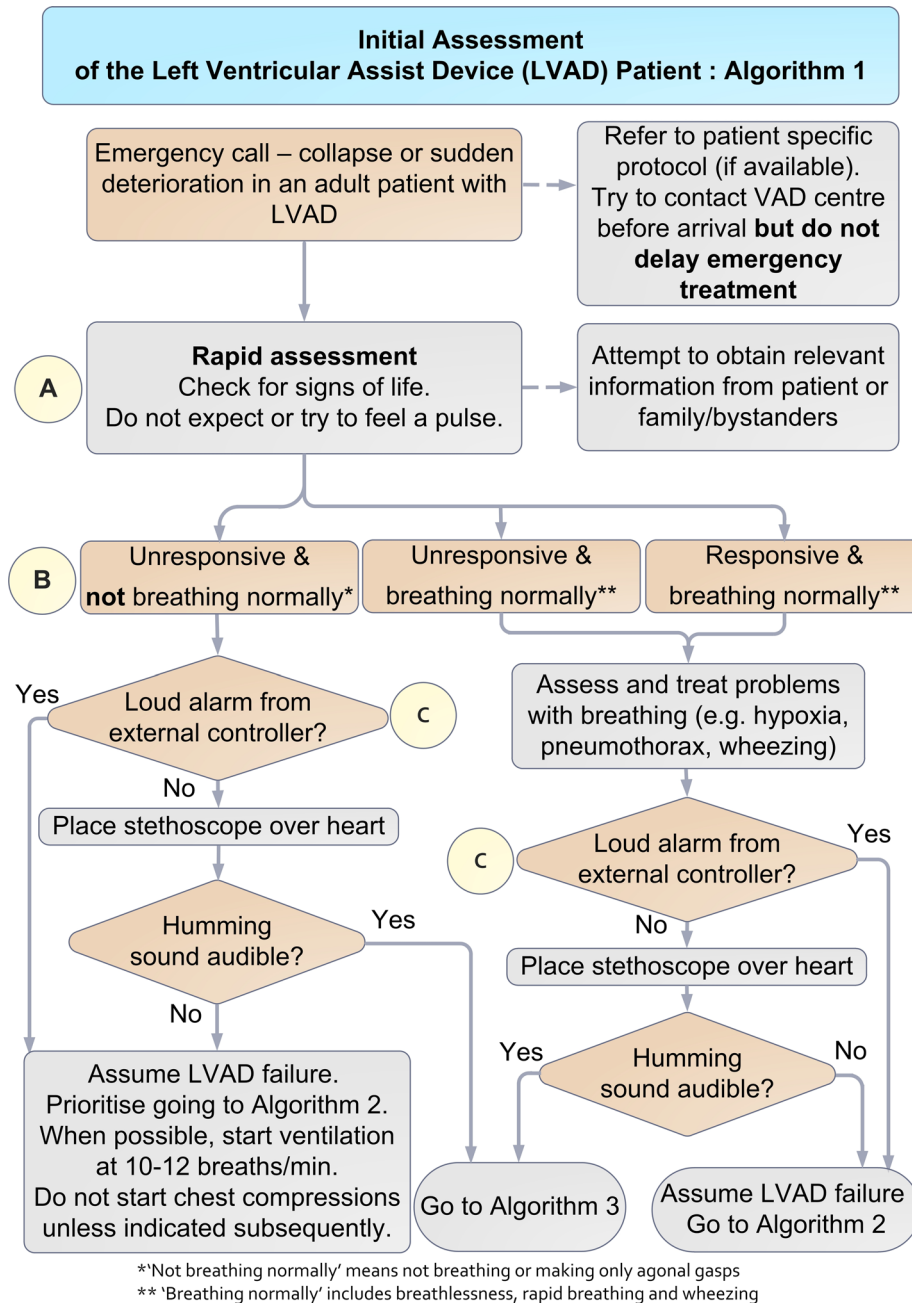 Initial Assessment
of the Left Ventricular Assist Device (LVAD) Patient : Algorithm 1
Emergency call – collapse or sudden
deterioration in an adult patient with
LVAD
Refer to patient specific
protocol (if available).
Try to contact VAD centre
before arrival but do not
delay emergency
treatment
A
Rapid assessment
Check for signs of life.
Do not expect or try to feel a pulse.
Attempt to obtain relevant
information from patient or
family/bystanders
B
Unresponsive &
not breathing normally*
Unresponsive &
breathing normally**
Responsive &
breathing normally**
Yes
Loud alarm from
external controller?
C
No
Place stethoscope over heart
Humming
sound audible?
Yes
No
Assume LVAD failure.
Prioritise going to Algorithm 2.
When possible, start ventilation
at 10-12 breaths/min.
Do not start chest compressions
unless indicated subsequently.
Assess and treat problems
with breathing (e.g. hypoxia,
pneumothorax, wheezing)
C
Loud alarm from
external controller?
Yes
No
Place stethoscope over heart
Yes
Humming
sound audible?
No
Go to Algorithm 3
Assume LVAD failure
Go to Algorithm 2
*‘Not breathing normally’ means not breathing or making only agonal gasps
** ‘Breathing normally’ includes breathlessness, rapid breathing and wheezing